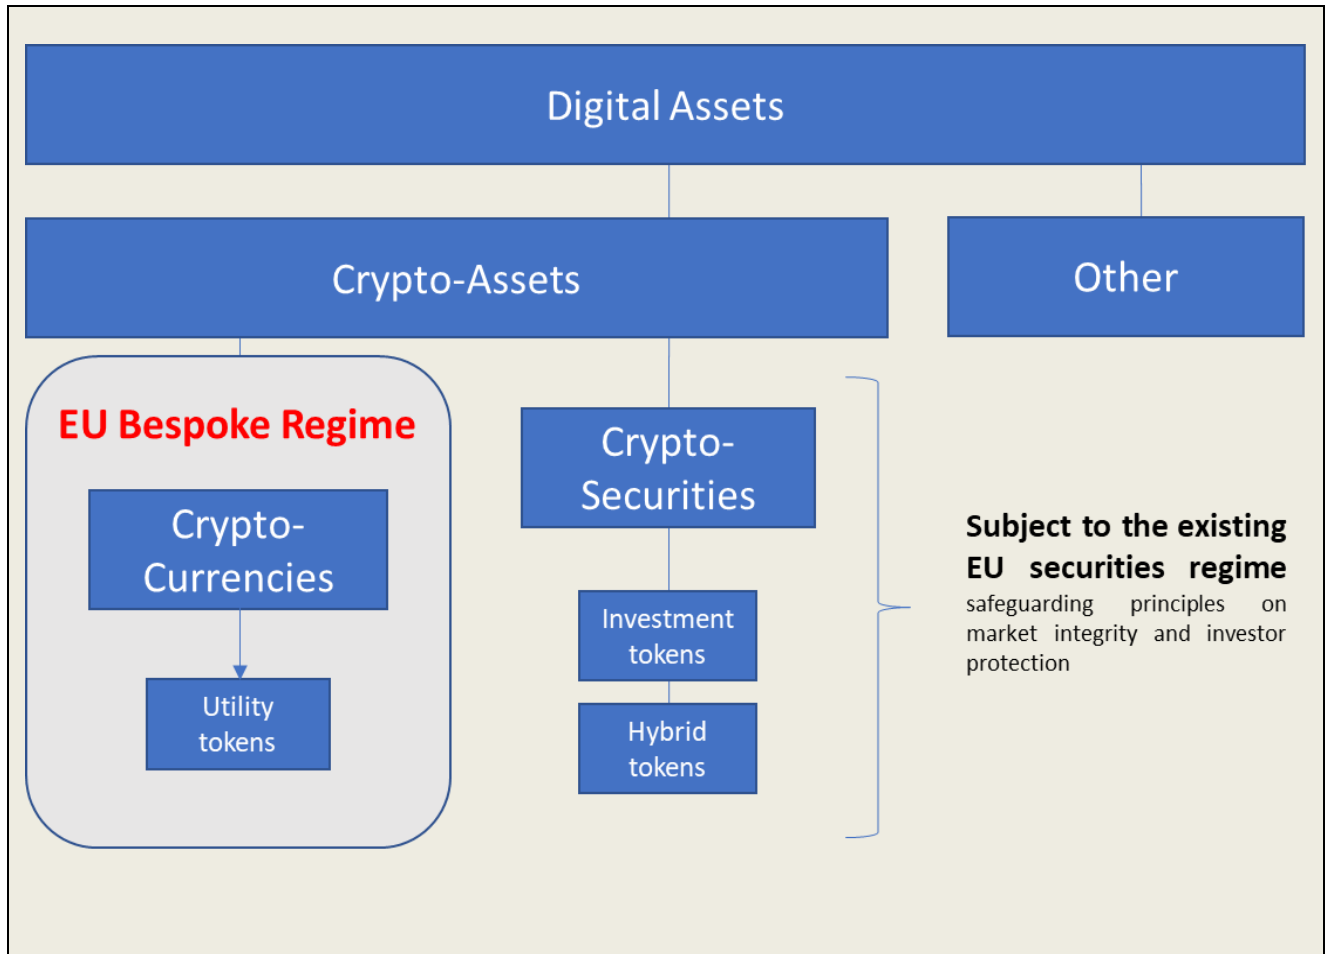 Digital Assets
Crypto-Assets
Other
EU Bespoke Regime
Crypto-
Currencies
Utility
tokens
Crypto-
Securities
Investment
tokens
Hybrid
tokens
Subject to the existing
EU securities regime
safeguarding principles on
market integrity and investor
protection